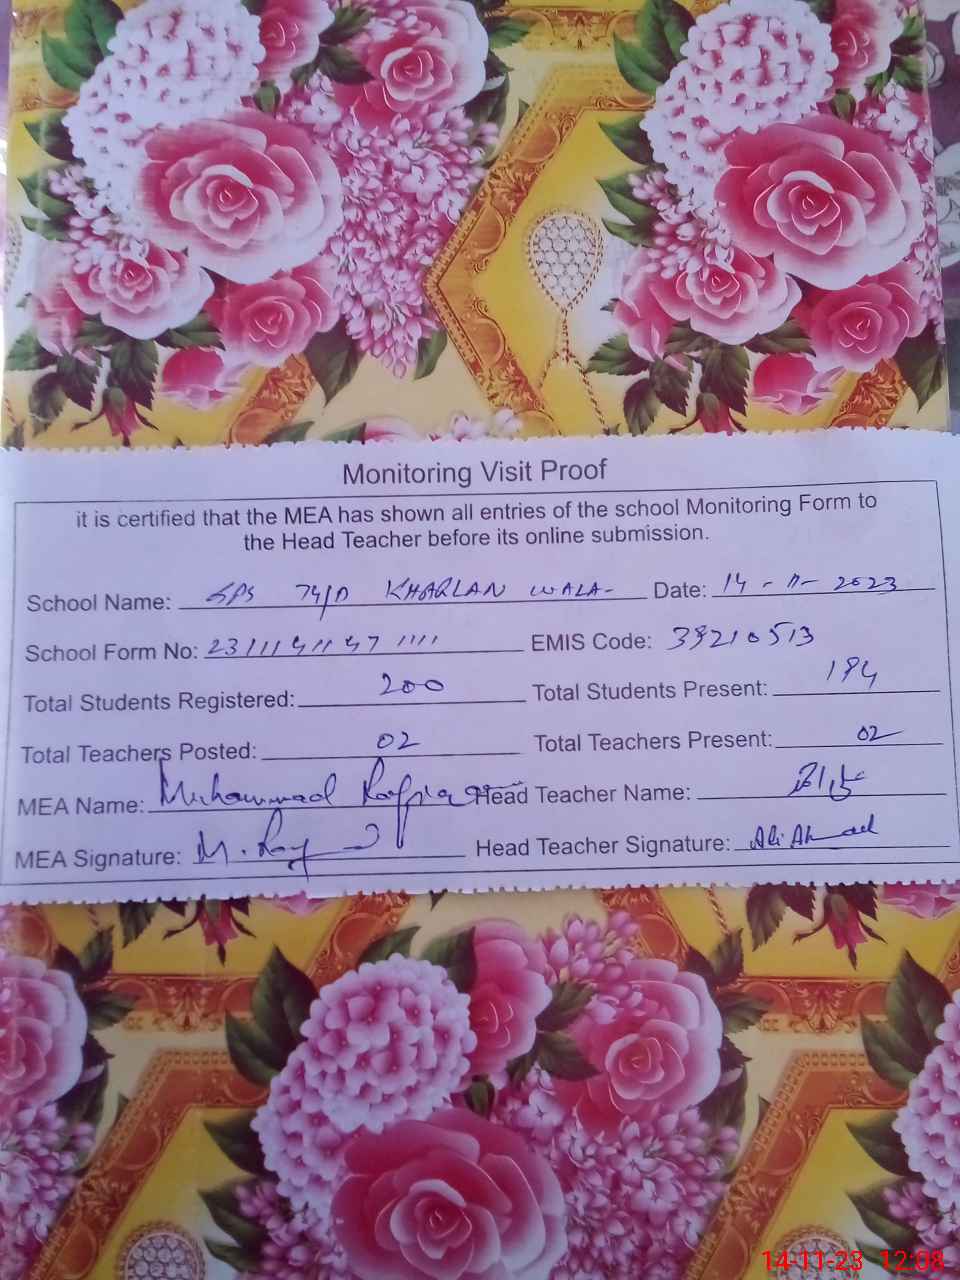 Monitoring Visit Proof
it is certified that the MEA has shown all entries of the school Monitoring Form to
the Head Teacher before its online submission.
School Name: GPS 74/D KHARLAN WALA- Date: 14-11-2023
School Form No: EMIS Code: 39210513
Total Students Registered: 200 Total Students Present: 184
Total Teachers Posted: 02 Total Teachers Present: 02
MEA Name: Muhammad Head Teacher Name:
MEA Signature: Head Teacher Signature: Ali Ahmad
14-11-23 12:08